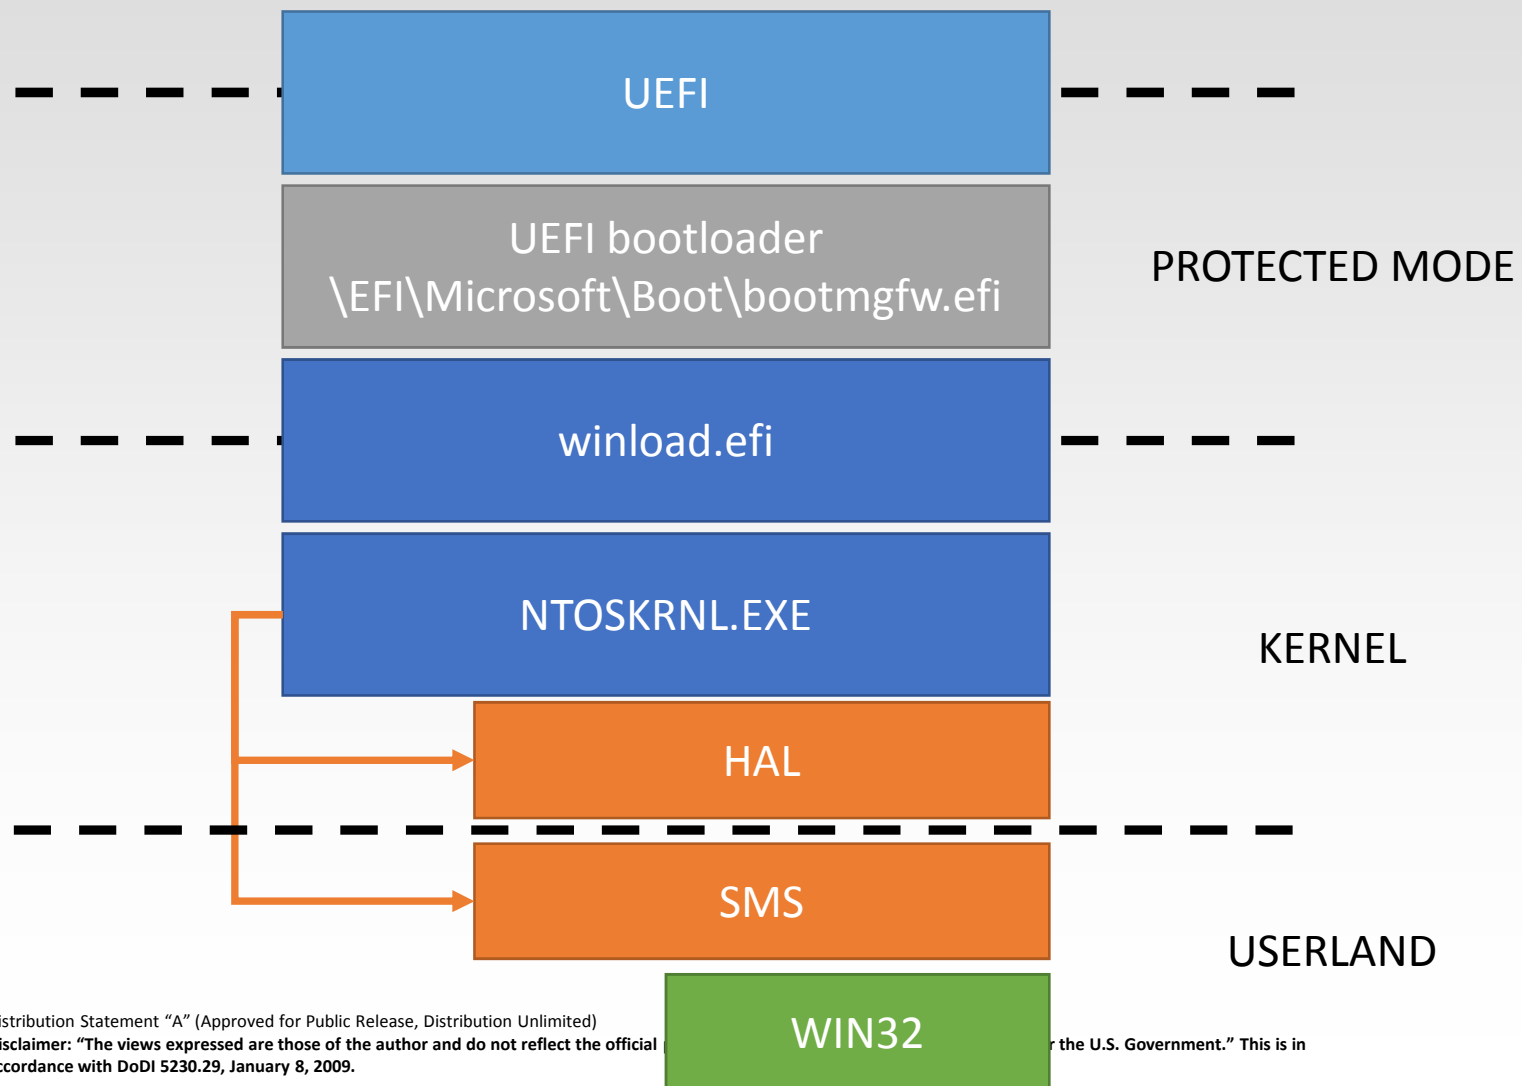 UEFI
UEFI bootloader
\EFI\Microsoft\Boot\bootmgfw.efi
PROTECTED MODE
winload.efi
NTOSKRNL.EXE
KERNEL
HAL
SMS
USERLAND
istribution Statement “A” (Approved for Public Release, Distribution Unlimited)
WIN32
isclaimer: “The views expressed are those of the author and do not reflect the official r the U.S. Government.” This is in
ccordance with DoDI 5230.29, January 8, 2009.